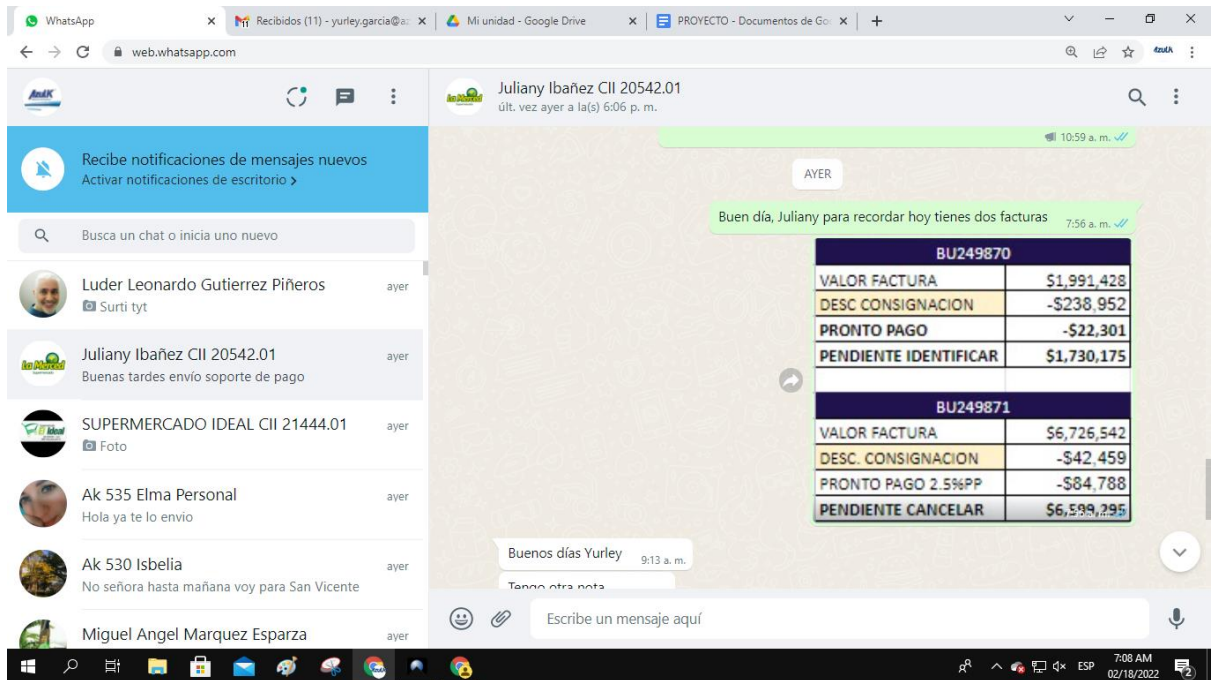 WhatsApp
Recibidos (11) - yurley.garcia@az
Mi unidad - Google Drive
PROYECTO - Documentos de Goo
web.whatsapp.com
Juliany Ibañez CII 20542.01
últ. vez ayer a la(s) 6:06 p. m.
Recibe notificaciones de mensajes nuevos
Activar notificaciones de escritorio >
Busca un chat o inicia uno nuevo
Luder Leonardo Gutierrez Piñeros ayer
Surti tyt
Juliany Ibañez CII 20542.01 ayer
Buenas tardes envío soporte de pago
SUPERMERCADO IDEAL CII 21444.01 ayer
Foto
Ak 535 Elma Personal ayer
Hola ya te lo envio
Ak 530 Isbelia ayer
No señora hasta mañana voy para San Vicente
Miguel Angel Marquez Esparza ayer
10:59 a. m.
AYER
Buen día, Juliany para recordar hoy tienes dos facturas 7:56 a. m.
BU249870
VALOR FACTURA $1,991,428
DESC CONSIGNACION -$238,952
PRONTO PAGO -$22,301
PENDIENTE IDENTIFICAR $1,730,175
BU249871
VALOR FACTURA $6,726,542
DESC. CONSIGNACION -$42,459
PRONTO PAGO 2.5%PP -$84,788
PENDIENTE CANCELAR $6,599,295
Buenos días Yurley 9:13 a. m.
Tengo otra nota
Escribe un mensaje aquí
ESP
7:08 AM
02/18/2022